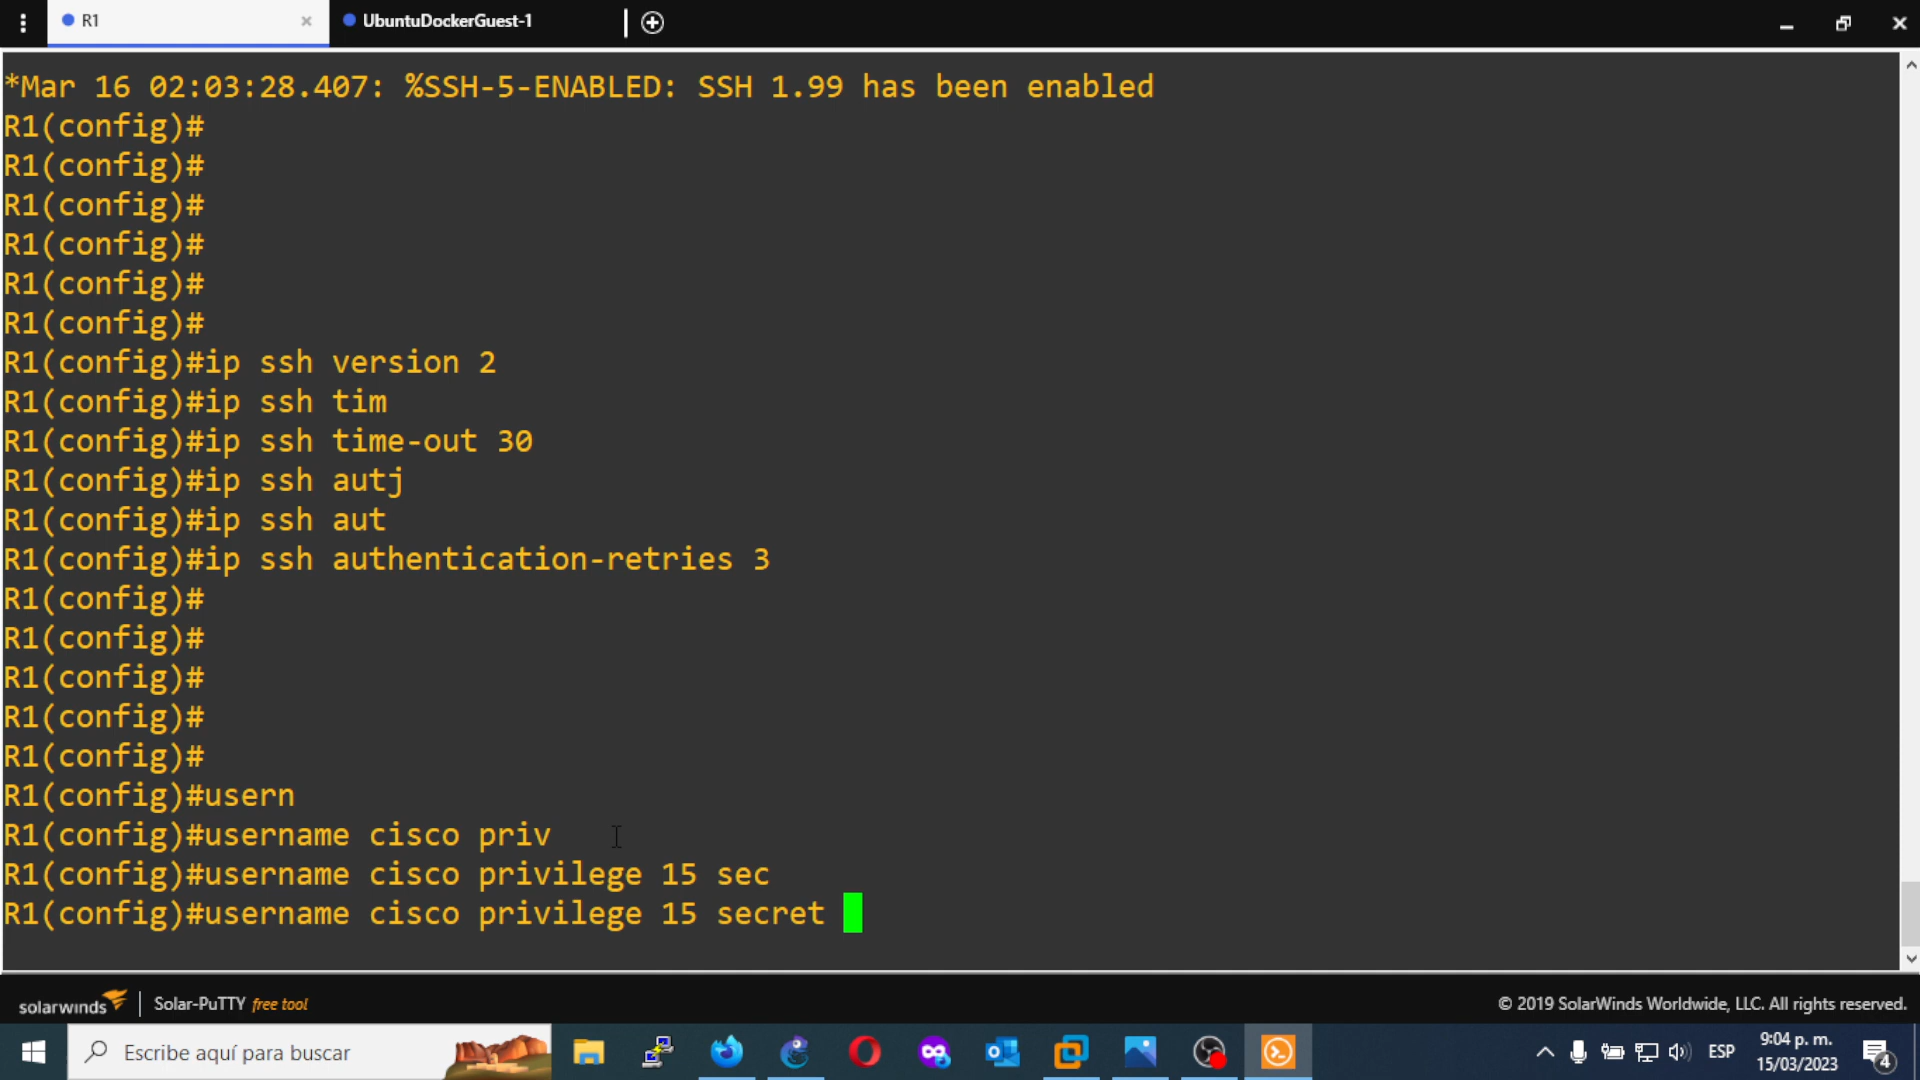 R1
UbuntuDockerGuest-1
*Mar 16 02:03:28.407: %SSH-5-ENABLED: SSH 1.99 has been enabled
R1(config)#
R1(config)#
R1(config)#
R1(config)#
R1(config)#
R1(config)#
R1(config)#ip ssh version 2
R1(config)#ip ssh tim
R1(config)#ip ssh time-out 30
R1(config)#ip ssh autj
R1(config)#ip ssh aut
R1(config)#ip ssh authentication-retries 3
R1(config)#
R1(config)#
R1(config)#
R1(config)#
R1(config)#
R1(config)#usern
R1(config)#username cisco priv
R1(config)#username cisco privilege 15 sec
R1(config)#username cisco privilege 15 secret
solarwinds Solar-PuTTY free tool
© 2019 SolarWinds Worldwide, LLC. All rights reserved.
Escribe aquí para buscar
ESP
9:04 p. m.
15/03/2023
4